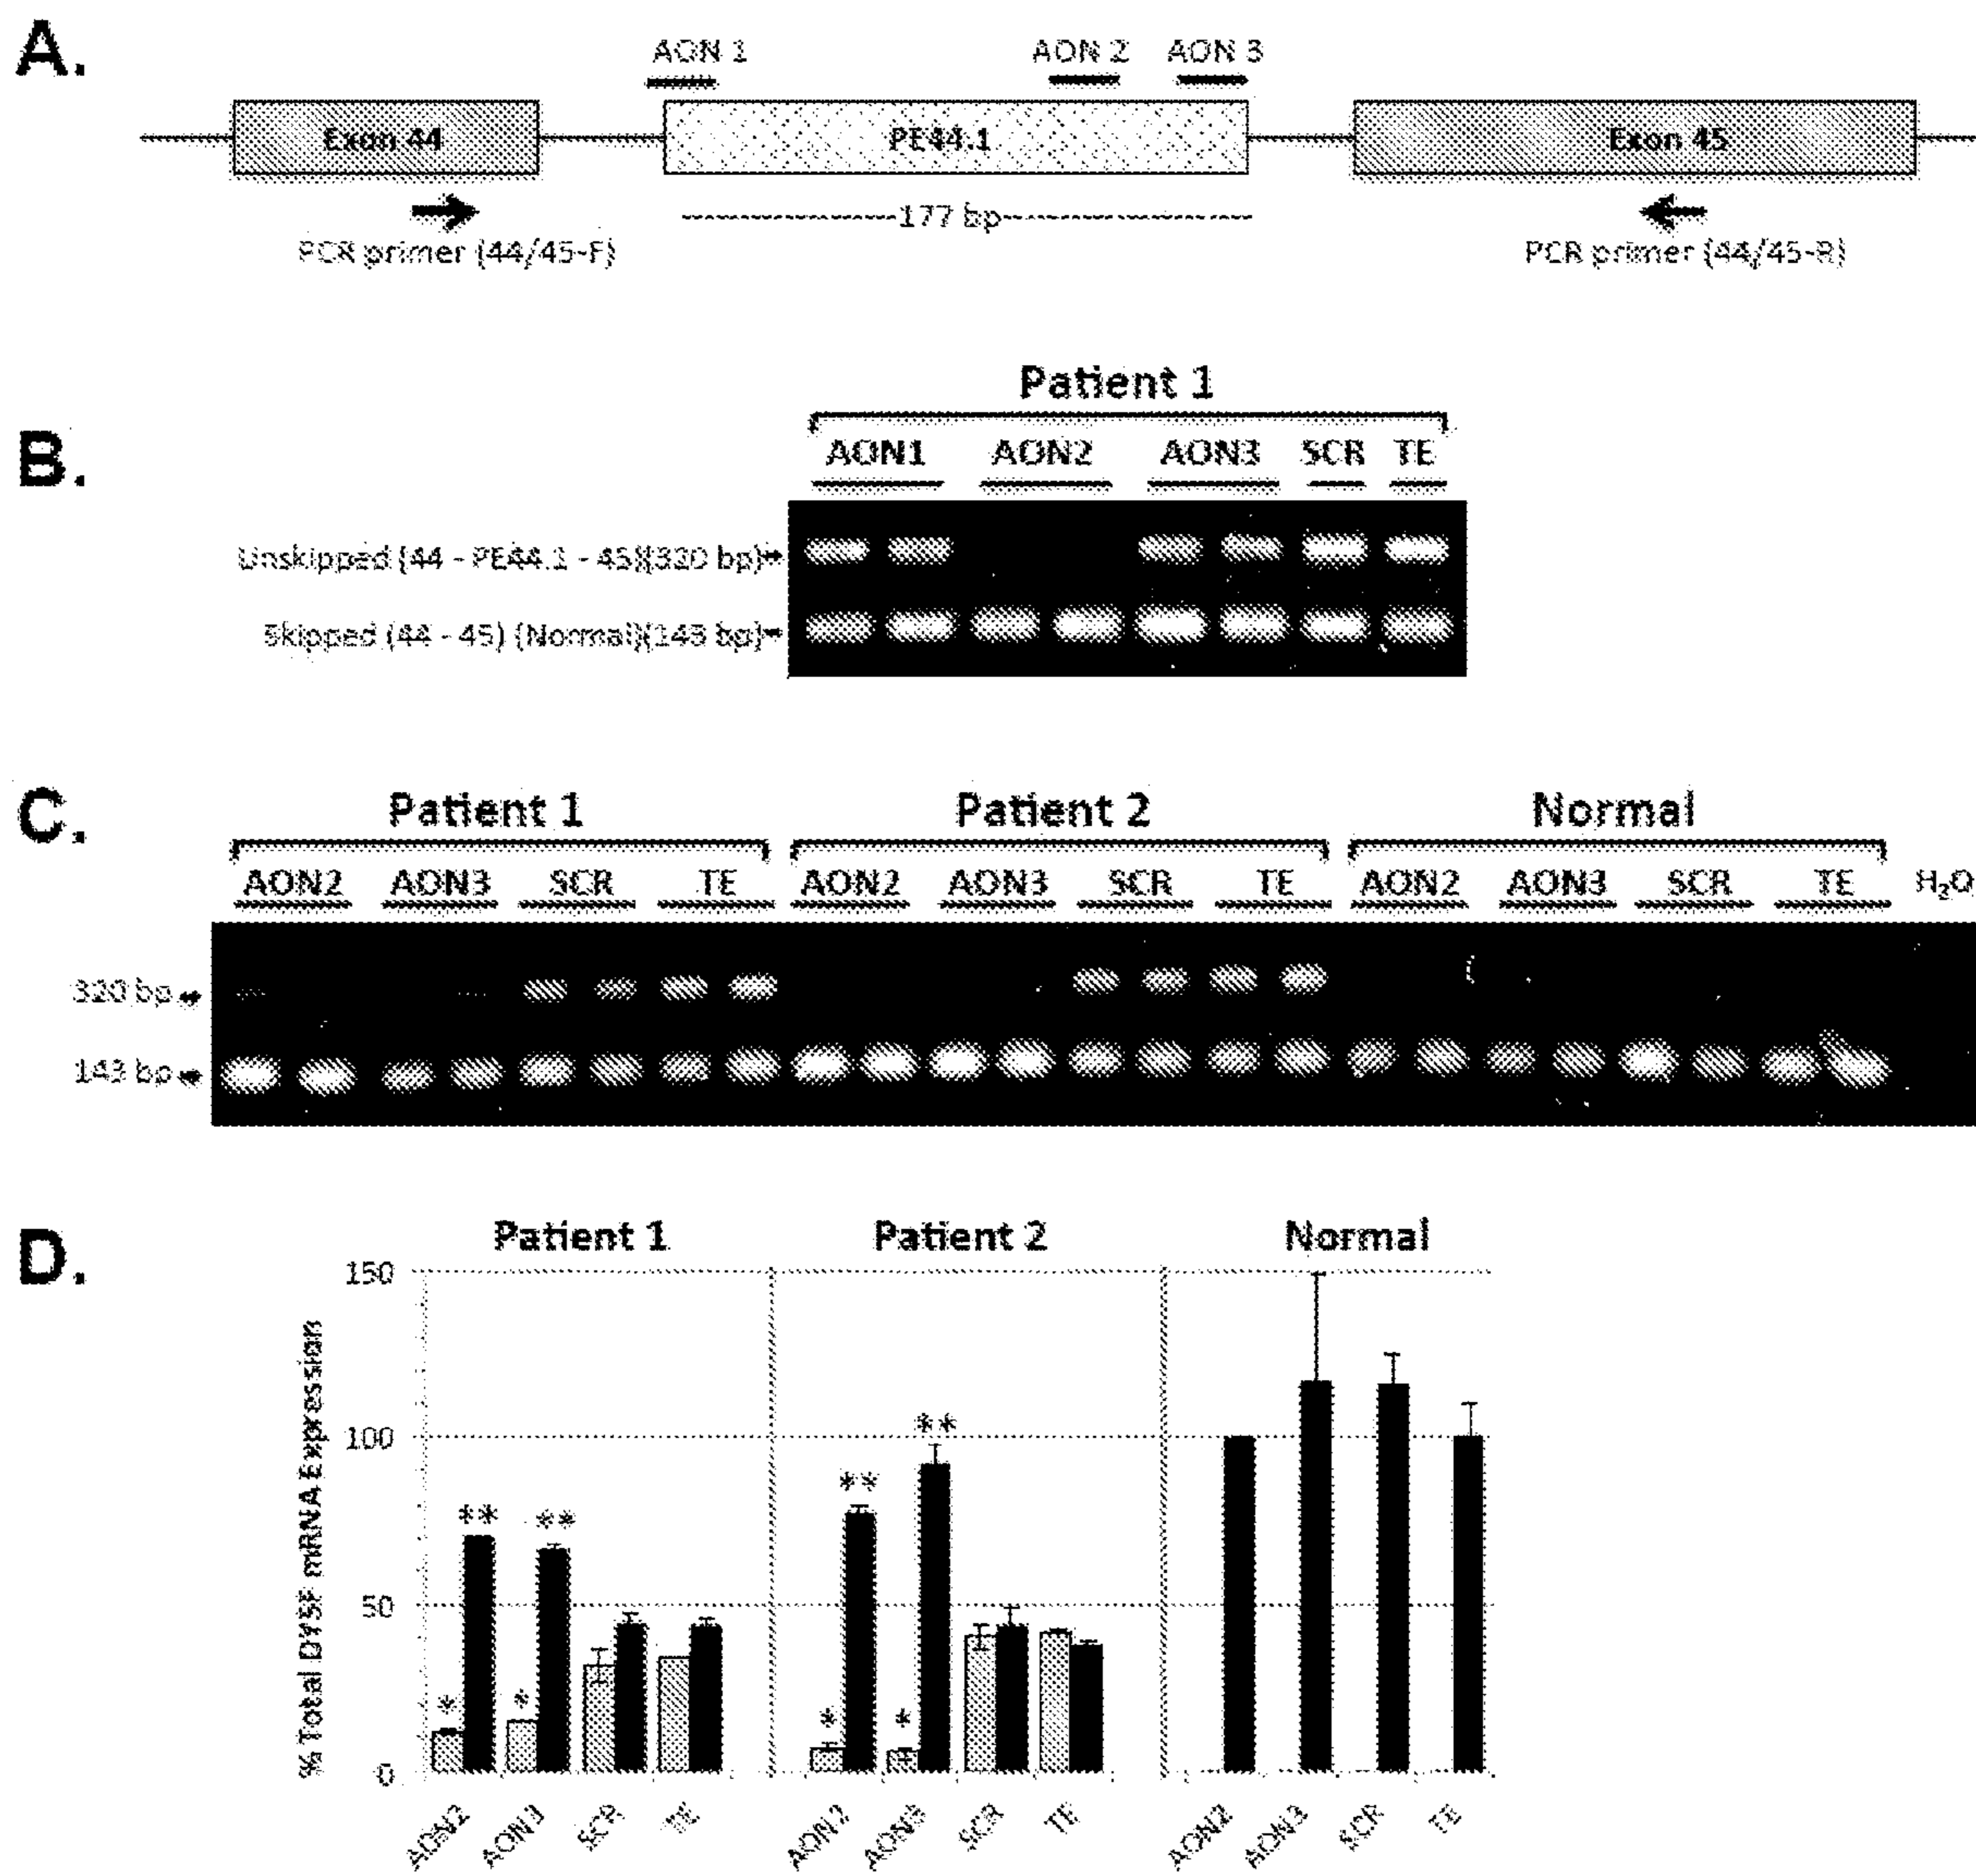 A.
AON 1 AON 2 AON 3
Exon 44 PE44.1 Exon 45
177 bp
PCR primer (44/45-F) PCR primer (44/45-R)
Patient 1
B.
AON1 AON2 AON3 SCR TE
Unskipped (44 - PE44.1 - 45)(320 bp)
Skipped (44 - 45) (Normal)(143 bp)
C.
Patient 1 Patient 2 Normal
AON2 AON3 SCR TE AON2 AON3 SCR TE AON2 AON3 SCR TE H₂O
320 bp
143 bp
D.
Patient 1 Patient 2 Normal
% Total DYSF mRNA Expression
150
100
50
0
** ** ** **
* * * *
AON2 AON3 SCR TE AON2 AON3 SCR TE AON2 AON3 SCR TE